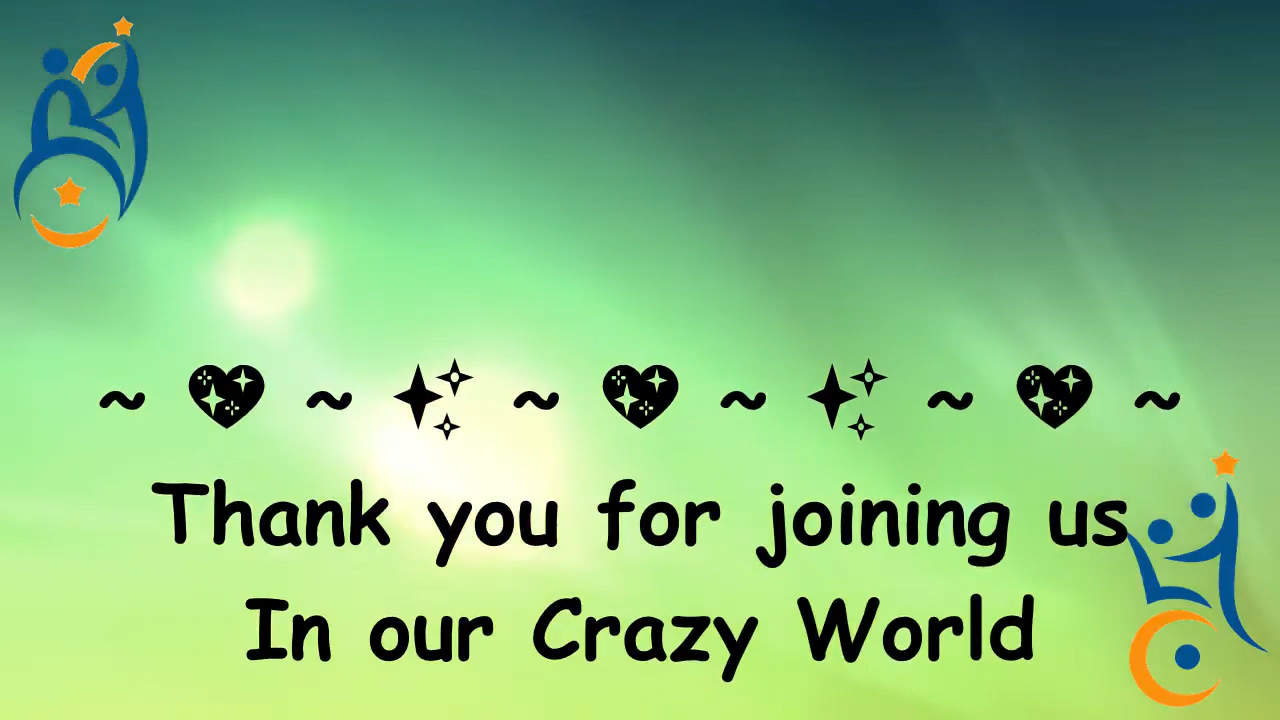 ~ 💖 ~ ✨ ~ 💖 ~ ✨ ~ 💖 ~
Thank you for joining us
In our Crazy World